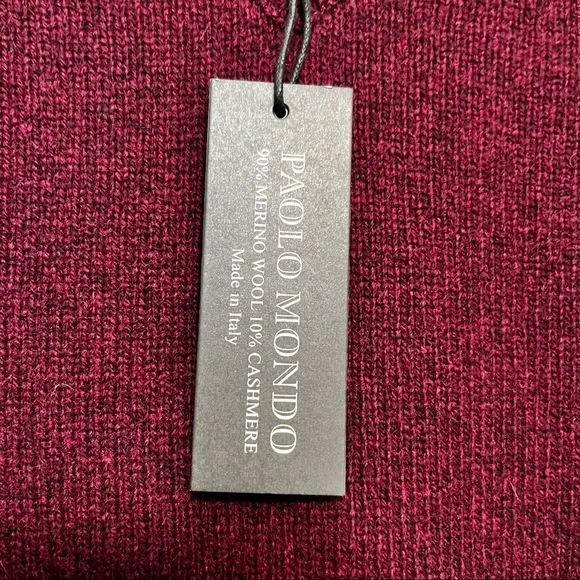 PAOLO MONDO
90% MERINO WOOL 10% CASHMERE
Made in Italy